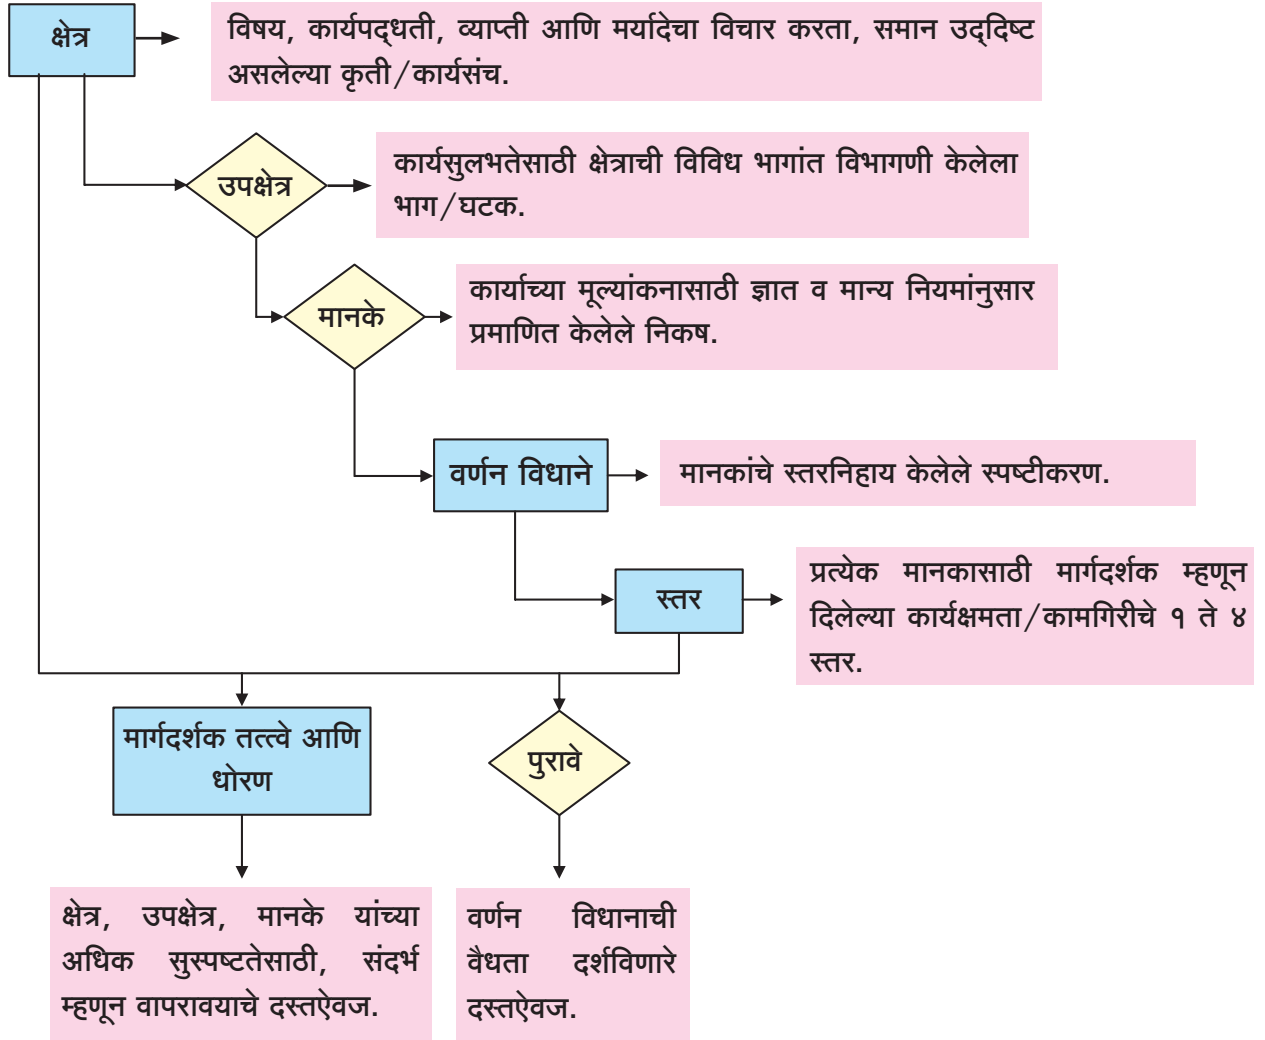 क्षेत्र
विषय, कार्यपद्धती, व्याप्ती आणि मर्यादेचा विचार करता, समान उद्दिष्ट
असलेल्या कृती/कार्यसंच.
उपक्षेत्र
कार्यसुलभतेसाठी क्षेत्राची विविध भागांत विभागणी केलेला
भाग/घटक.
मानके
कार्याच्या मूल्यांकनासाठी ज्ञात व मान्य नियमांनुसार
प्रमाणित केलेले निकष.
वर्णन विधाने
मानकांचे स्तरनिहाय केलेले स्पष्टीकरण.
स्तर
प्रत्येक मानकासाठी मार्गदर्शक म्हणून
दिलेल्या कार्यक्षमता/कामगिरीचे १ ते ४
स्तर.
मार्गदर्शक तत्त्वे आणि
धोरण
पुरावे
क्षेत्र, उपक्षेत्र, मानके यांच्या
अधिक सुस्पष्टतेसाठी, संदर्भ
म्हणून वापरावयाचे दस्तऐवज.
वर्णन विधानाची
वैधता दर्शविणारे
दस्तऐवज.